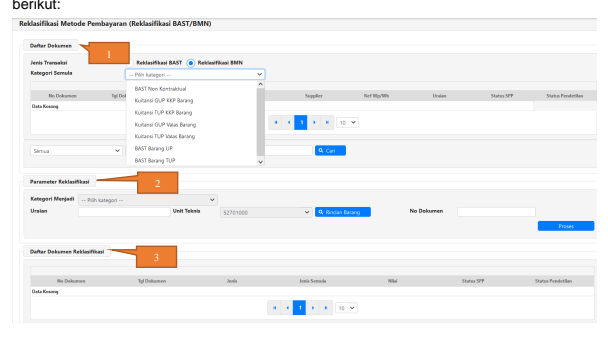 berikut:
Reklasifikasi Metode Pembayaran (Reklasifikasi BAST/BMN)
Daftar Dokumen
1
Jenis Transaksi Reklasifikasi BAST Reklasifikasi BMN
Kategori Semula -- Pilih kategori --
BAST Non Kontraktual
Kuitansi GUP KKP Barang
Kuitansi TUP KKP Barang
Kuitansi GUP Valas Barang
Kuitansi TUP Valas Barang
BAST Barang UP
BAST Barang TUP
No Dokumen Tgl Dok Supplier Ref Wp/Wn Uraian Status SPP Status Pendetilan
Data Kosong
1 10
Semua Cari
Parameter Reklasifikasi
2
Kategori Menjadi -- Pilih kategori --
Uraian Unit Teknis 52701000 Rincian Barang No Dokumen
Proses
Daftar Dokumen Reklasifikasi
3
No Dokumen Tgl Dokumen Jenis Jenis Semula Nilai Status SPP Status Pendetilan
Data Kosong
1 10